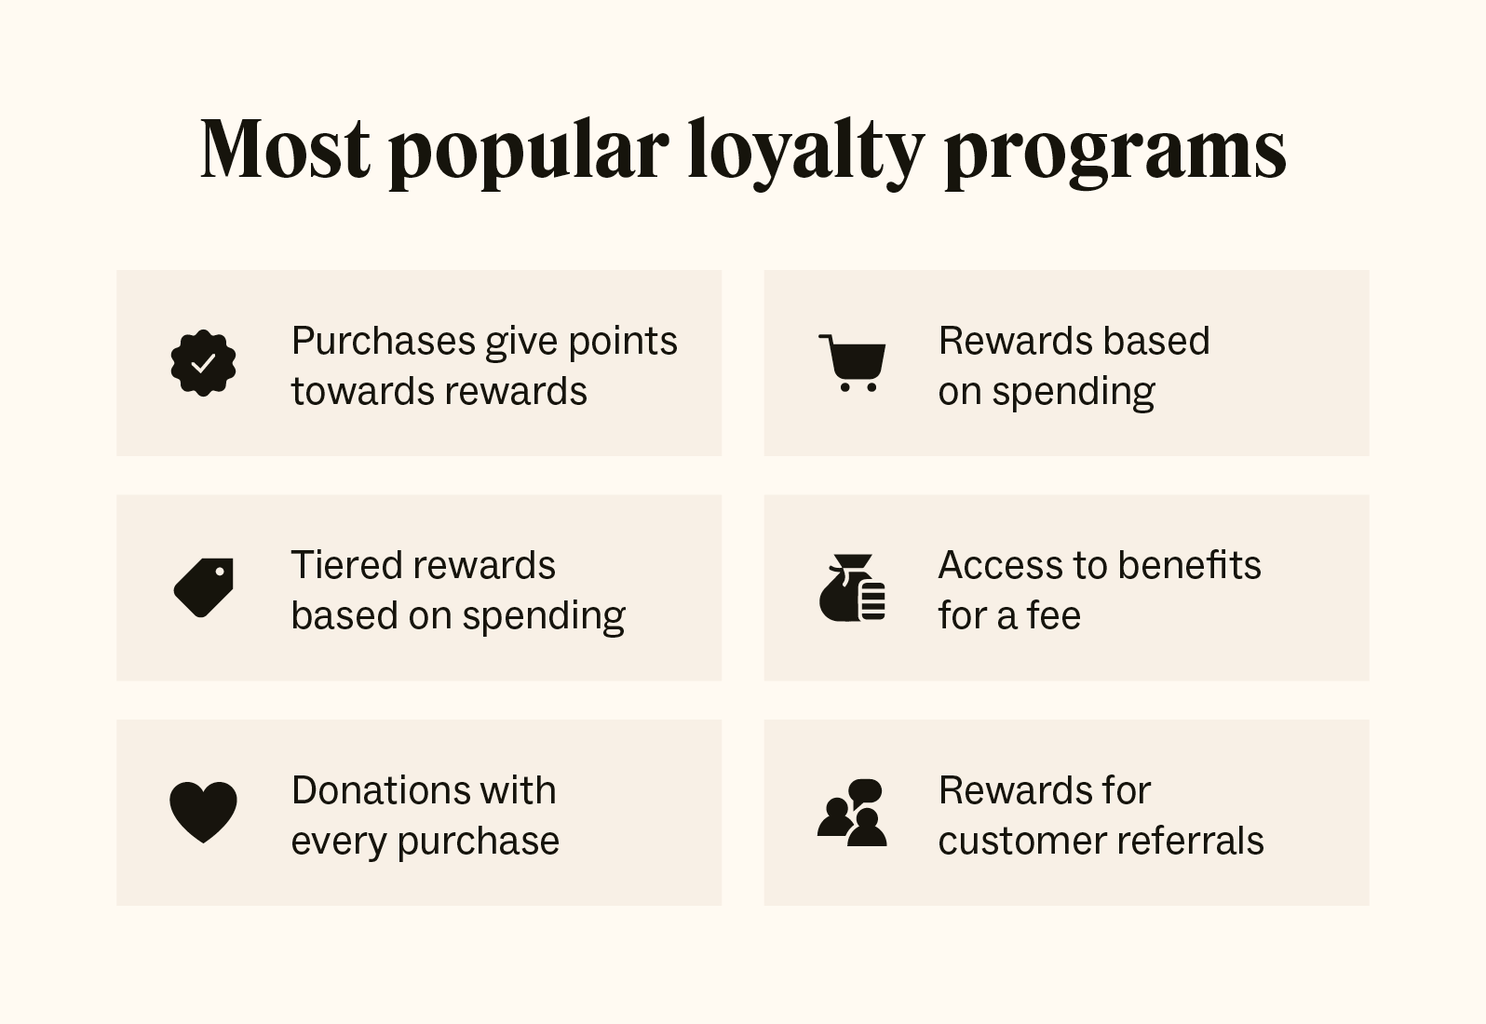 Most popular loyalty programs
Purchases give points
towards rewards
Rewards based
on spending
Tiered rewards
based on spending
Access to benefits
for a fee
Donations with
every purchase
Rewards for
customer referrals